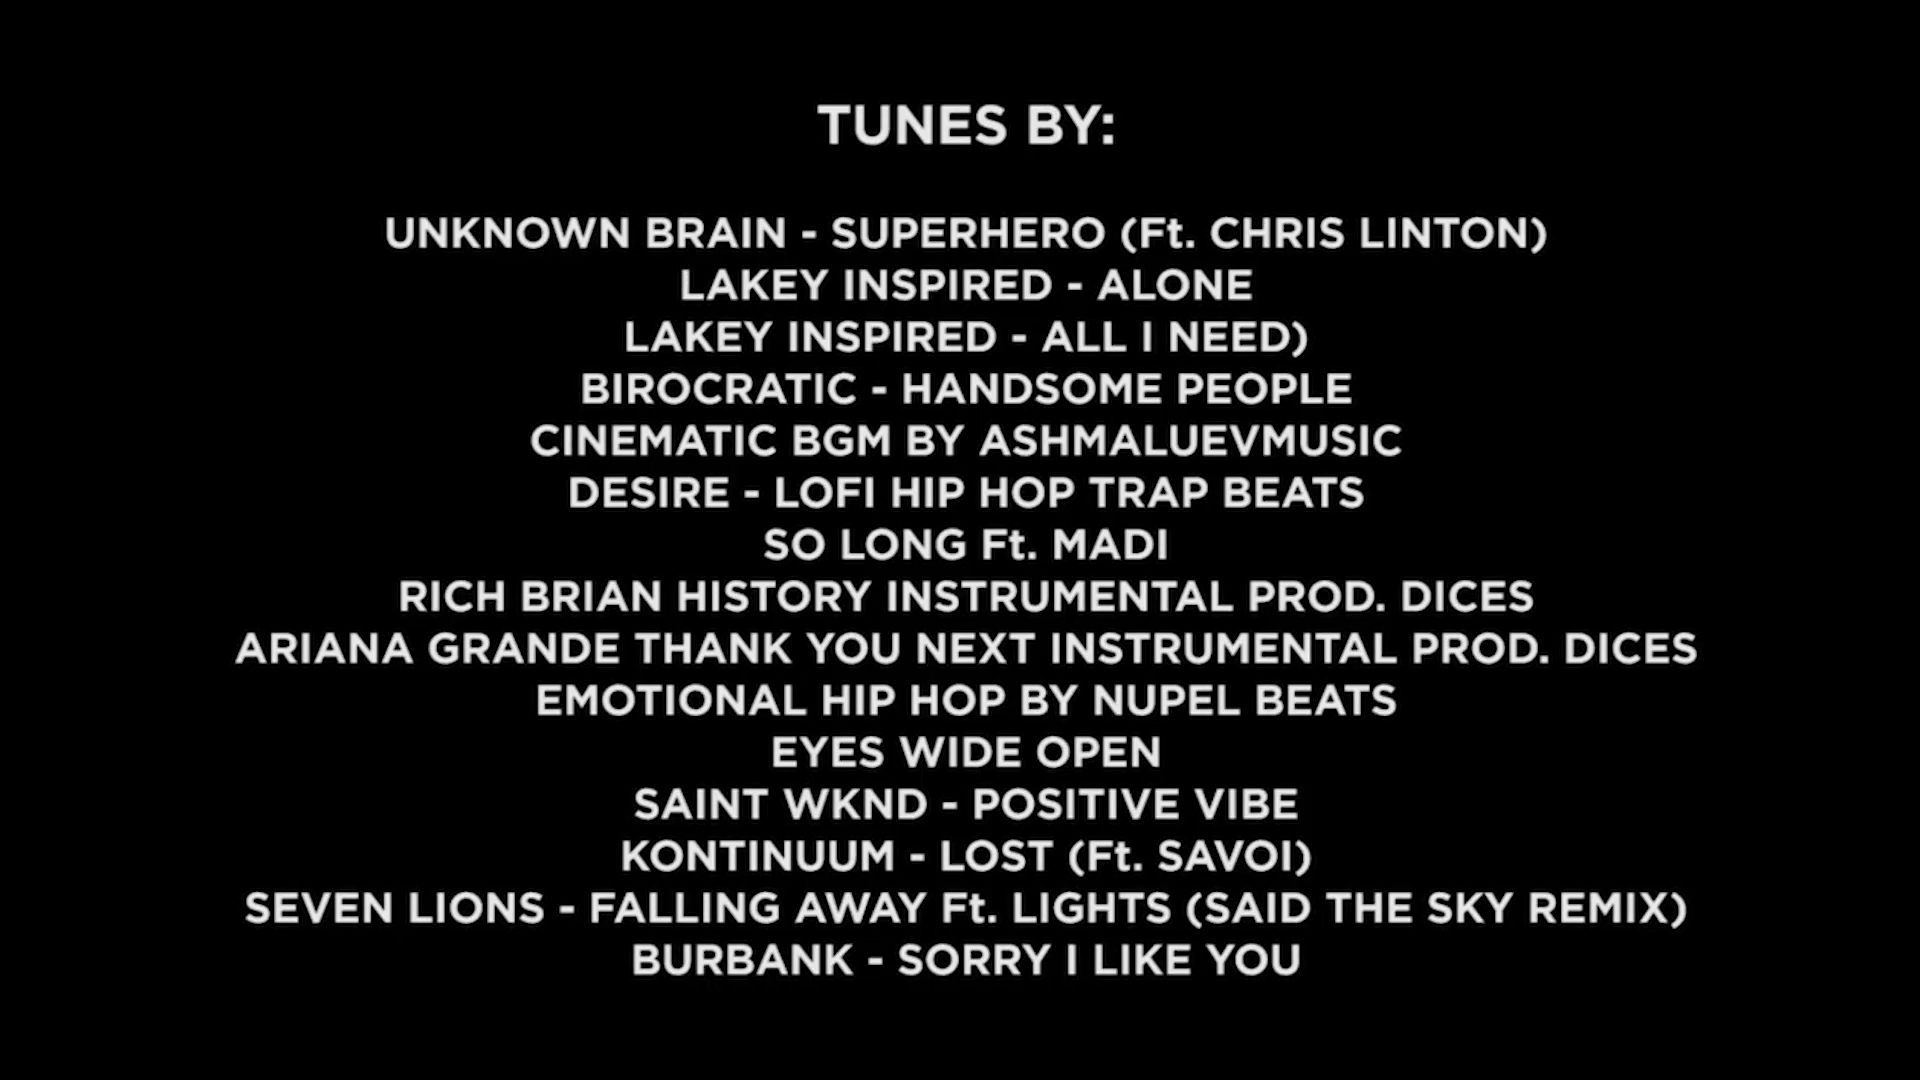 TUNES BY:
UNKNOWN BRAIN - SUPERHERO (Ft. CHRIS LINTON)
LAKEY INSPIRED - ALONE
LAKEY INSPIRED - ALL I NEED)
BIROCRATIC - HANDSOME PEOPLE
CINEMATIC BGM BY ASHMALUEVMUSIC
DESIRE - LOFI HIP HOP TRAP BEATS
SO LONG Ft. MADI
RICH BRIAN HISTORY INSTRUMENTAL PROD. DICES
ARIANA GRANDE THANK YOU NEXT INSTRUMENTAL PROD. DICES
EMOTIONAL HIP HOP BY NUPEL BEATS
EYES WIDE OPEN
SAINT WKND - POSITIVE VIBE
KONTINUUM - LOST (Ft. SAVOI)
SEVEN LIONS - FALLING AWAY Ft. LIGHTS (SAID THE SKY REMIX)
BURBANK - SORRY I LIKE YOU